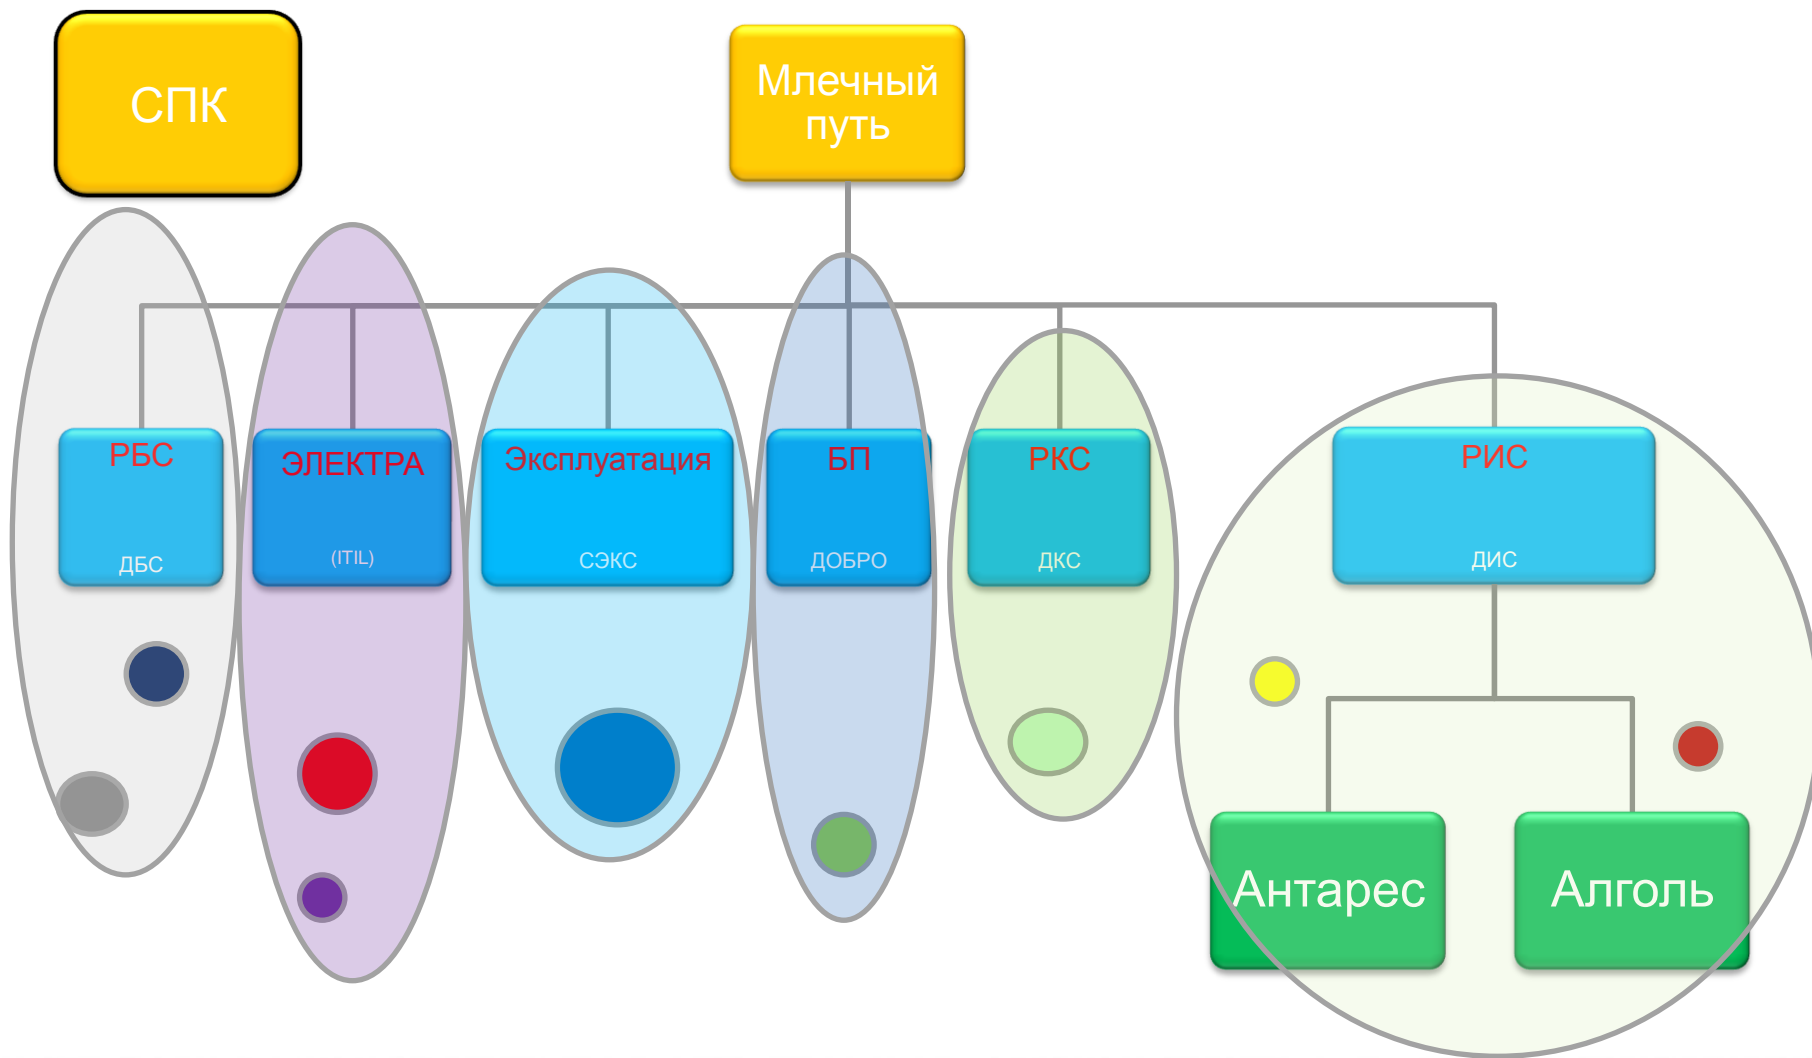 СПК
Млечный
путь
РБС
ДБС
ЭЛЕКТРА
(ITIL)
Эксплуатация
СЭКС
БП
ДОБРО
РКС
ДКС
РИС
ДИС
Антарес
Алголь